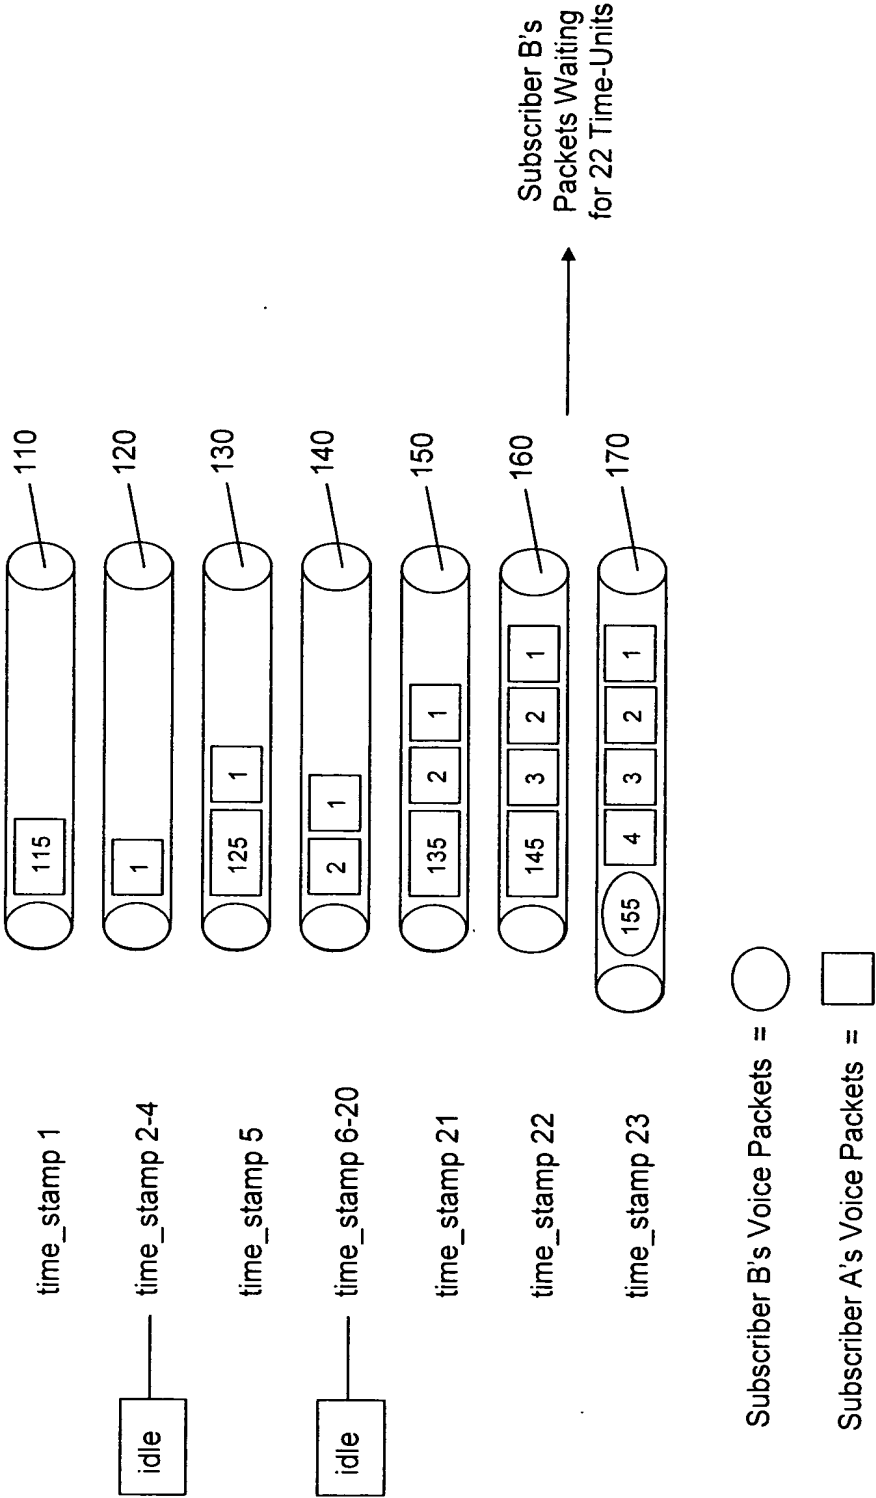 time_stamp 1
115
110
idle
time_stamp 2-4
1
120
time_stamp 5
125
1
130
idle
time_stamp 6-20
2
1
140
time_stamp 21
135
2
1
150
time_stamp 22
145
3
2
1
160
Subscriber B's
Packets Waiting
for 22 Time-Units
time_stamp 23
155
4
3
2
1
170
Subscriber B's Voice Packets =
Subscriber A's Voice Packets =